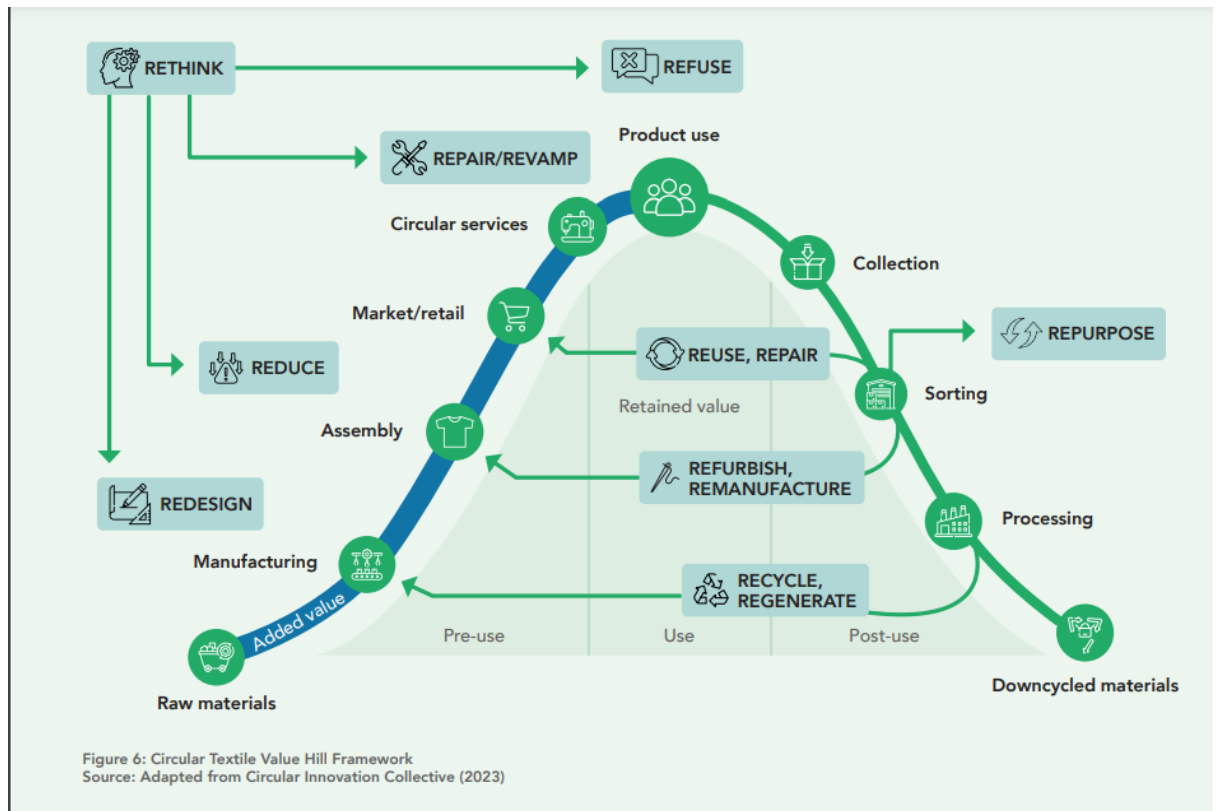 RETHINK
REFUSE
Product use
REPAIR/REVAMP
Circular services
Collection
Market/retail
REUSE, REPAIR
REPURPOSE
REDUCE
Retained value
Sorting
Assembly
REFURBISH,
REMANUFACTURE
REDESIGN
Processing
Manufacturing
RECYCLE,
REGENERATE
Added value
Pre-use
Use
Post-use
Raw materials
Downcycled materials
Figure 6: Circular Textile Value Hill Framework
Source: Adapted from Circular Innovation Collective (2023)